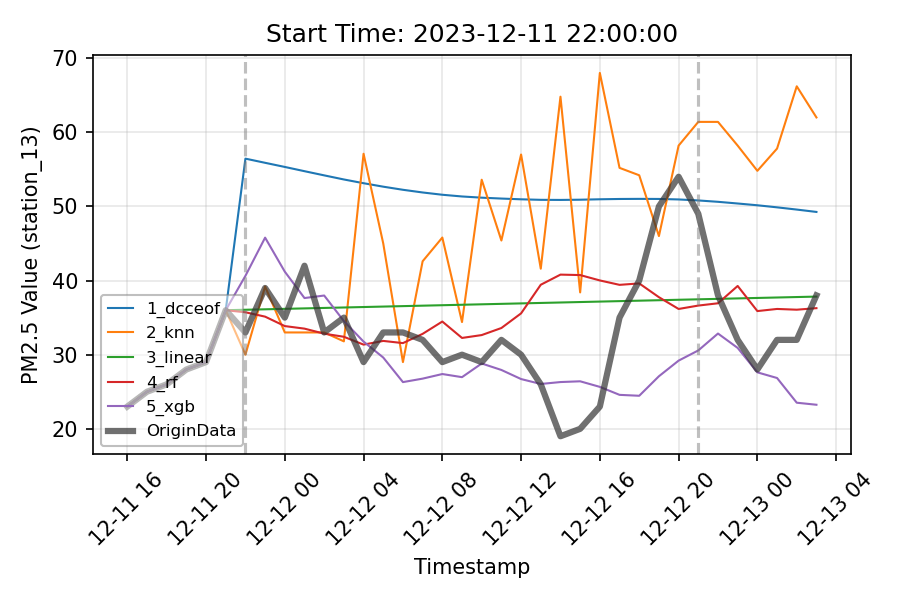 Start Time: 2023-12-11 22:00:00
PM2.5 Value (station_13)
70
60
50
40
30
20
1_dcceof
2_knn
3_linear
4_rf
5_xgb
OriginData
12-11 16
12-11 20
12-12 00
12-12 04
12-12 08
12-12 12
12-12 16
12-12 20
12-13 00
12-13 04
Timestamp